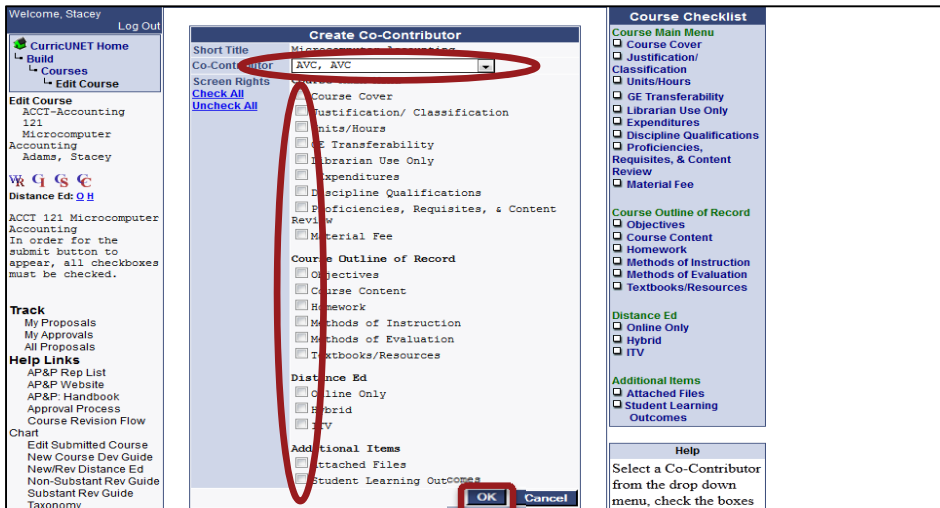 Welcome, Stacey
Log Out
CurricUNET Home
Build
Courses
Edit Course
Edit Course
ACCT-Accounting
121
Microcomputer
Accounting
Adams, Stacey
WR CI CS CC
Distance Ed: O H
ACCT 121 Microcomputer
Accounting
In order for the
submit button to
appear, all checkboxes
must be checked.
Track
My Proposals
My Approvals
All Proposals
Help Links
AP&P Rep List
AP&P Website
AP&P: Handbook
Approval Process
Course Revision Flow
Chart
Edit Submitted Course
New Course Dev Guide
New/Rev Distance Ed
Non-Substant Rev Guide
Substant Rev Guide
Taxonomy
Create Co-Contributor
Short Title Microcomputer Accounting
Co-Contributor AVC, AVC
Screen Rights
Check All
Uncheck All
Course Cover
Justification/ Classification
Units/Hours
GE Transferability
Librarian Use Only
Expenditures
Discipline Qualifications
Proficiencies, Requisites, & Content
Review
Material Fee
Course Outline of Record
Objectives
Course Content
Homework
Methods of Instruction
Methods of Evaluation
Textbooks/Resources
Distance Ed
Online Only
Hybrid
ITV
Additional Items
Attached Files
Student Learning Outcomes
OK Cancel
Course Checklist
Course Main Menu
Course Cover
Justification/
Classification
Units/Hours
GE Transferability
Librarian Use Only
Expenditures
Discipline Qualifications
Proficiencies,
Requisites, & Content
Review
Material Fee
Course Outline of Record
Objectives
Course Content
Homework
Methods of Instruction
Methods of Evaluation
Textbooks/Resources
Distance Ed
Online Only
Hybrid
ITV
Additional Items
Attached Files
Student Learning
Outcomes
Help
Select a Co-Contributor
from the drop down
menu, check the boxes